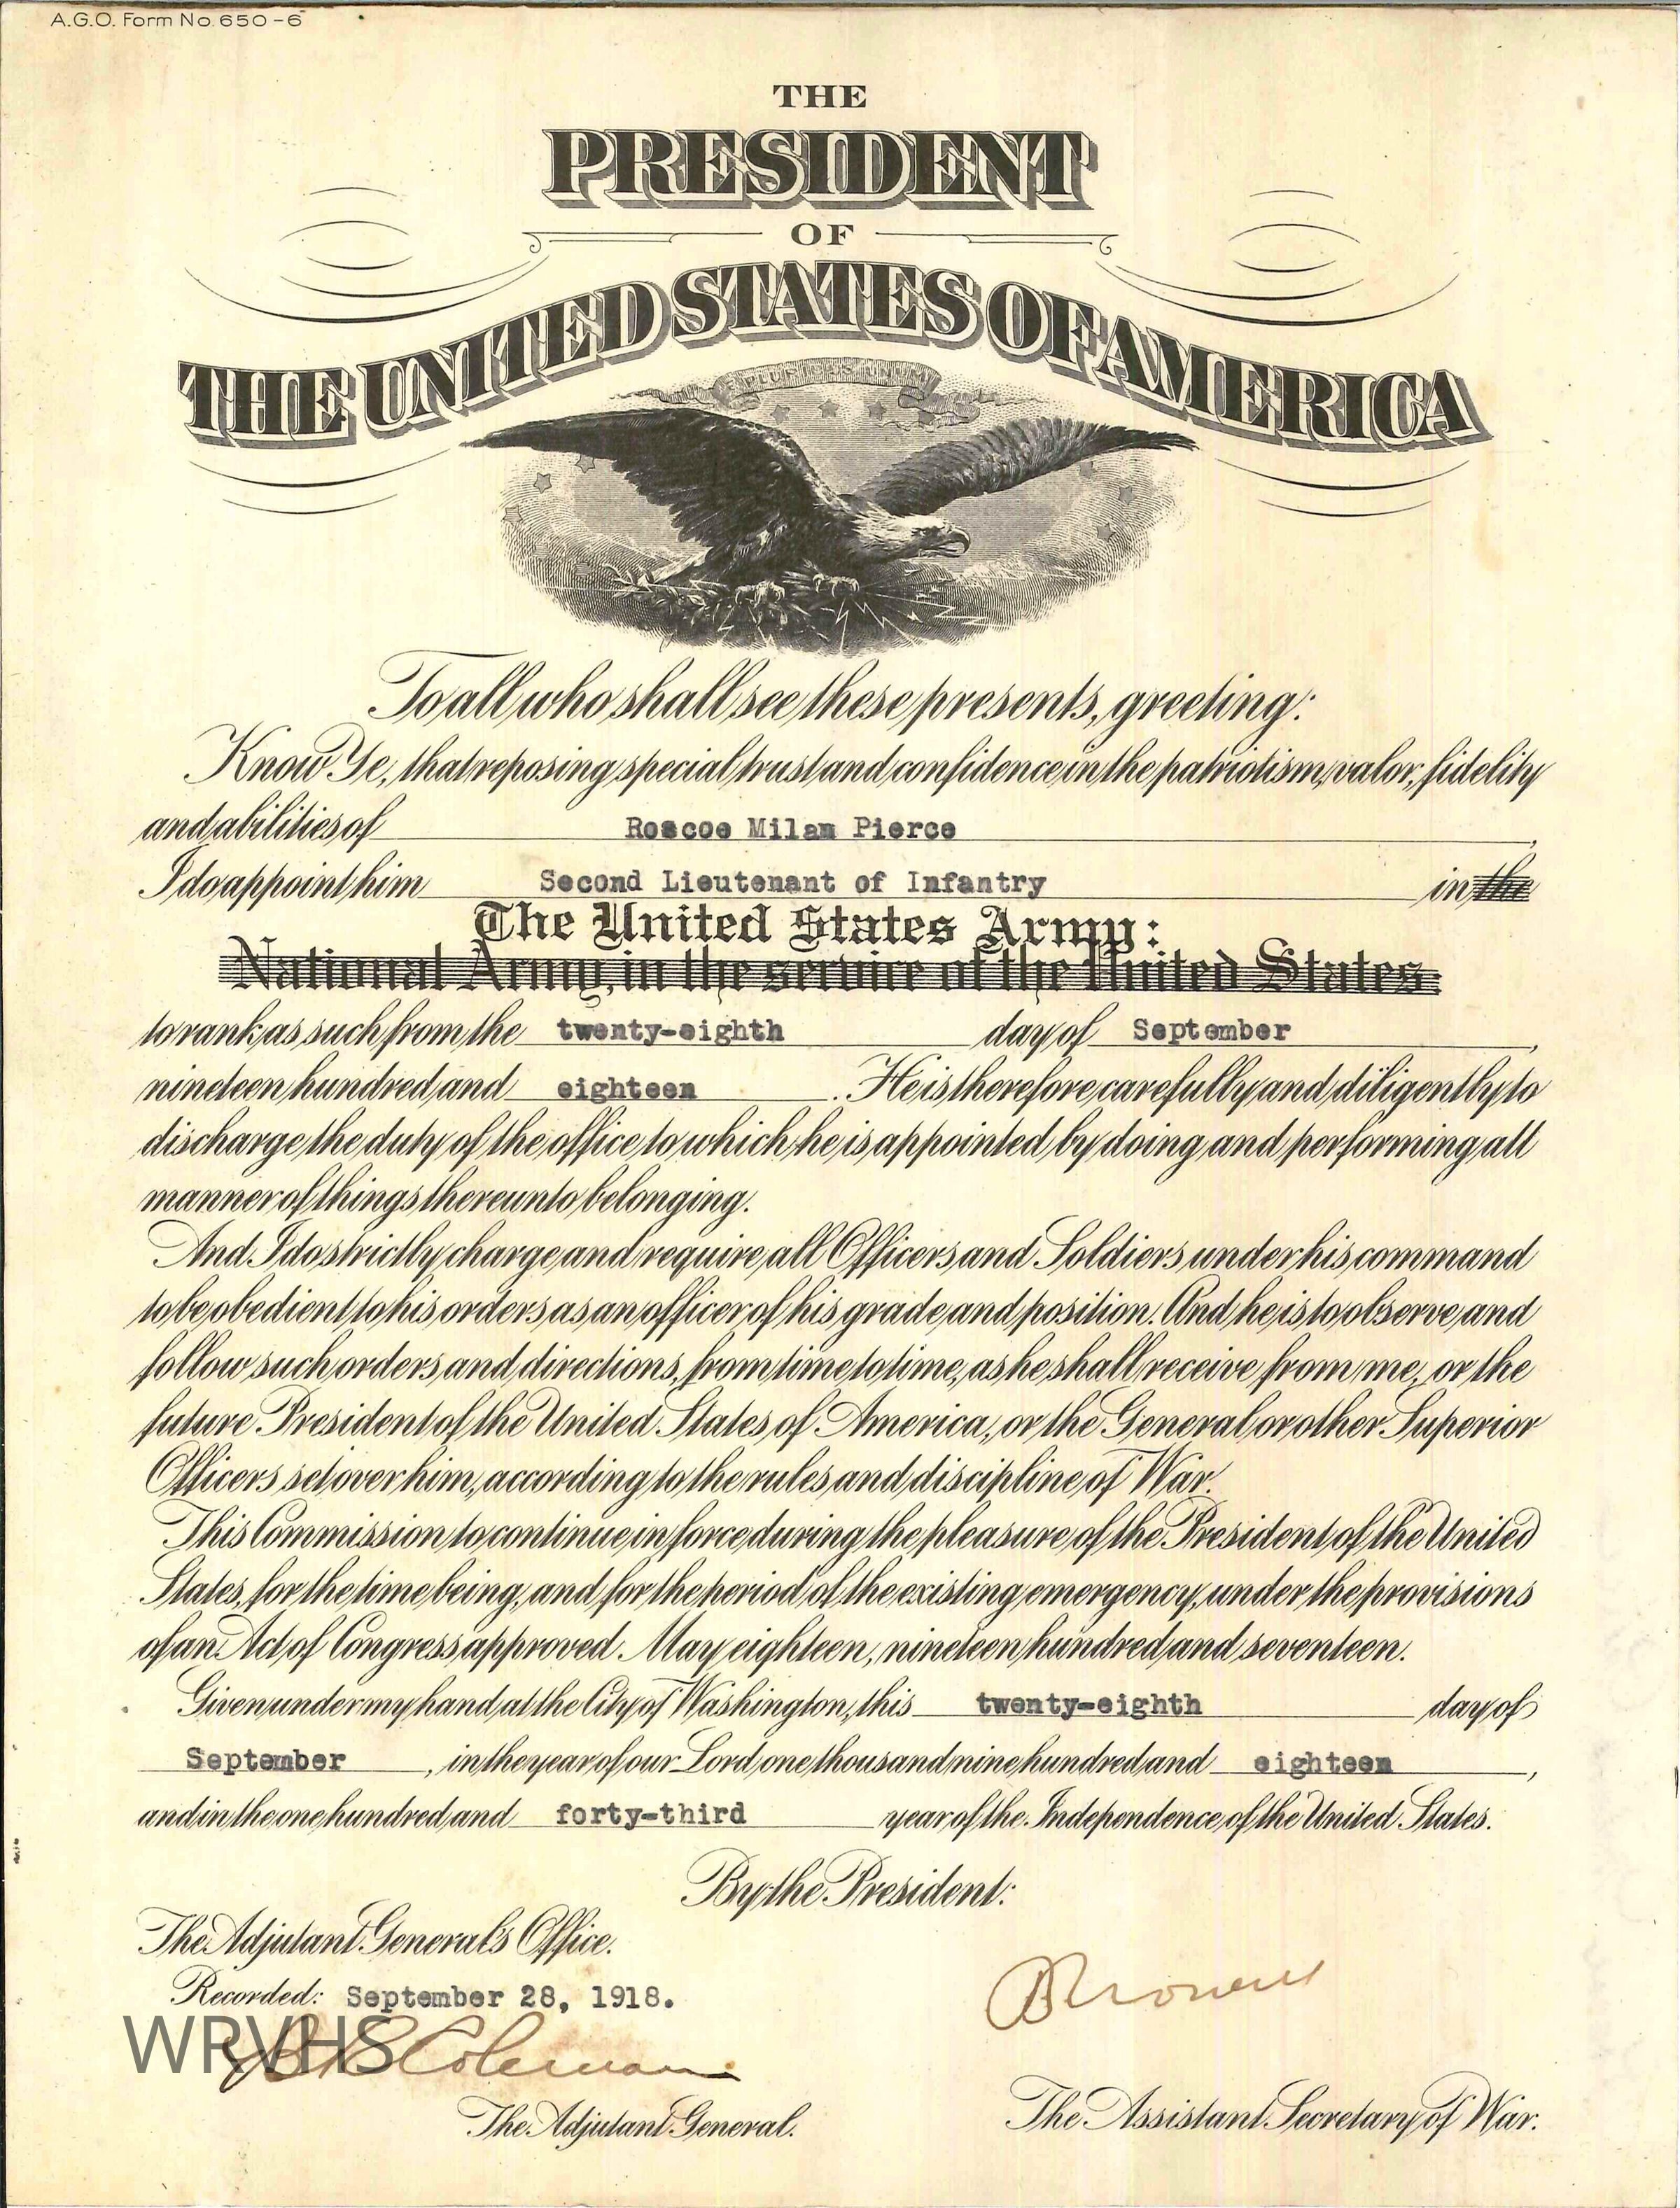 A.G.O. Form No. 650-6
THE
PRESIDENT
OF
THE UNITED STATES OF AMERICA
E PLURIBUS UNUM
To all who shall see these presents, greeting:
Know Ye, that reposing special trust and confidence in the patriotism, valor, fidelity
and abilities of Roscoe Milam Pierce,
I do appoint him Second Lieutenant of Infantry in the
The United States Army:
National Army, in the service of the United States:
to rank as such from the twenty-eighth day of September,
nineteen hundred and eighteen. He is therefore carefully and diligently to
discharge the duty of the office to which he is appointed by doing and performing all
manner of things thereunto belonging.
And I do strictly charge and require all Officers and Soldiers under his command
to be obedient to his orders as an officer of his grade and position. And he is to observe and
follow such orders and directions, from time to time, as he shall receive from me, or the
future President of the United States of America, or the General or other Superior
Officers set over him, according to the rules and discipline of War.
This Commission to continue in force during the pleasure of the President of the United
States, for the time being, and for the period of the existing emergency, under the provisions
of an Act of Congress approved May eighteen, nineteen hundred and seventeen.
Given under my hand at the City of Washington, this twenty-eighth day of
September, in the year of our Lord one thousand nine hundred and eighteen,
and in the one hundred and forty-third year of the Independence of the United States.
By the President:
The Adjutant General's Office.
Recorded: September 28, 1918.
WRVHS
Coleman
The Adjutant General.
The Assistant Secretary of War.